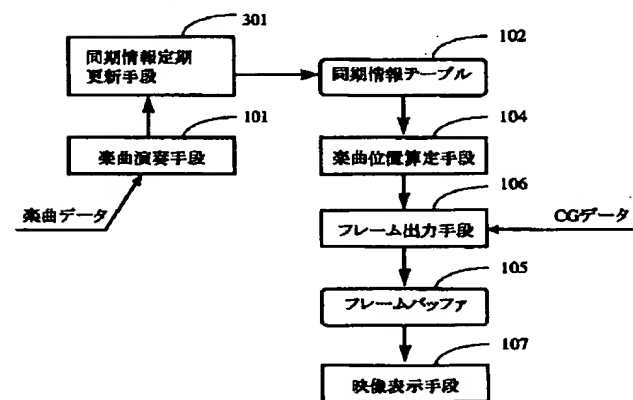 301
同期情報定期
更新手段
102
同期情報テーブル
101
楽曲演奏手段
104
楽曲位置算定手段
楽曲データ
106
フレーム出力手段
CGデータ
105
フレームバッファ
107
映像表示手段